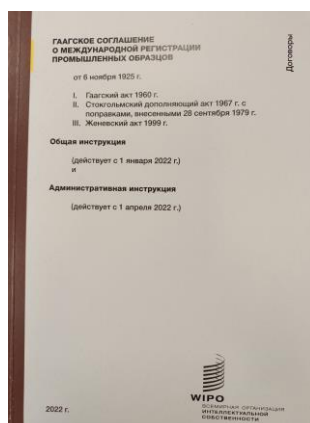 ГААГСКОЕ СОГЛАШЕНИЕ
О МЕЖДУНАРОДНОЙ РЕГИСТРАЦИИ
ПРОМЫШЛЕННЫХ ОБРАЗЦОВ
Договоры
от 6 ноября 1925 г.
I. Гаагский акт 1960 г.
II. Стокгольмский дополняющий акт 1967 г. с
поправками, внесенными 28 сентября 1979 г.
III. Женевский акт 1999 г.
Общая инструкция
(действует с 1 января 2022 г.)
и
Административная инструкция
(действует с 1 апреля 2022 г.)
WIPO
ВСЕМИРНАЯ ОРГАНИЗАЦИЯ
ИНТЕЛЛЕКТУАЛЬНОЙ
СОБСТВЕННОСТИ
2022 г.